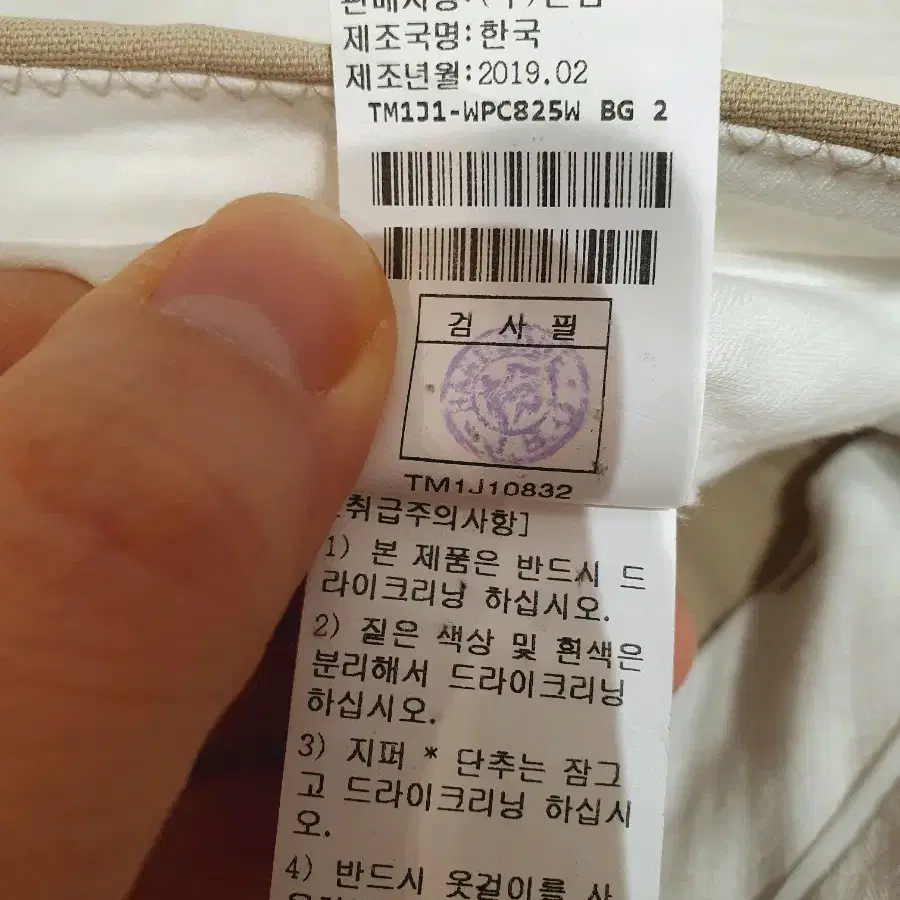 제조국명:한국
제조년월:2019.02
TM1J1-WPC825W BG 2
검 사 필
TM1J10832
취급주의사항]
1) 본 제품은 반드시 드
라이크리닝 하십시오.
2) 짙은 색상 및 흰색은
분리해서 드라이크리닝
하십시오.
3) 지퍼 * 단추는 잠그
고 드라이크리닝 하십시
오.
4) 반드시 옷걸이를 사